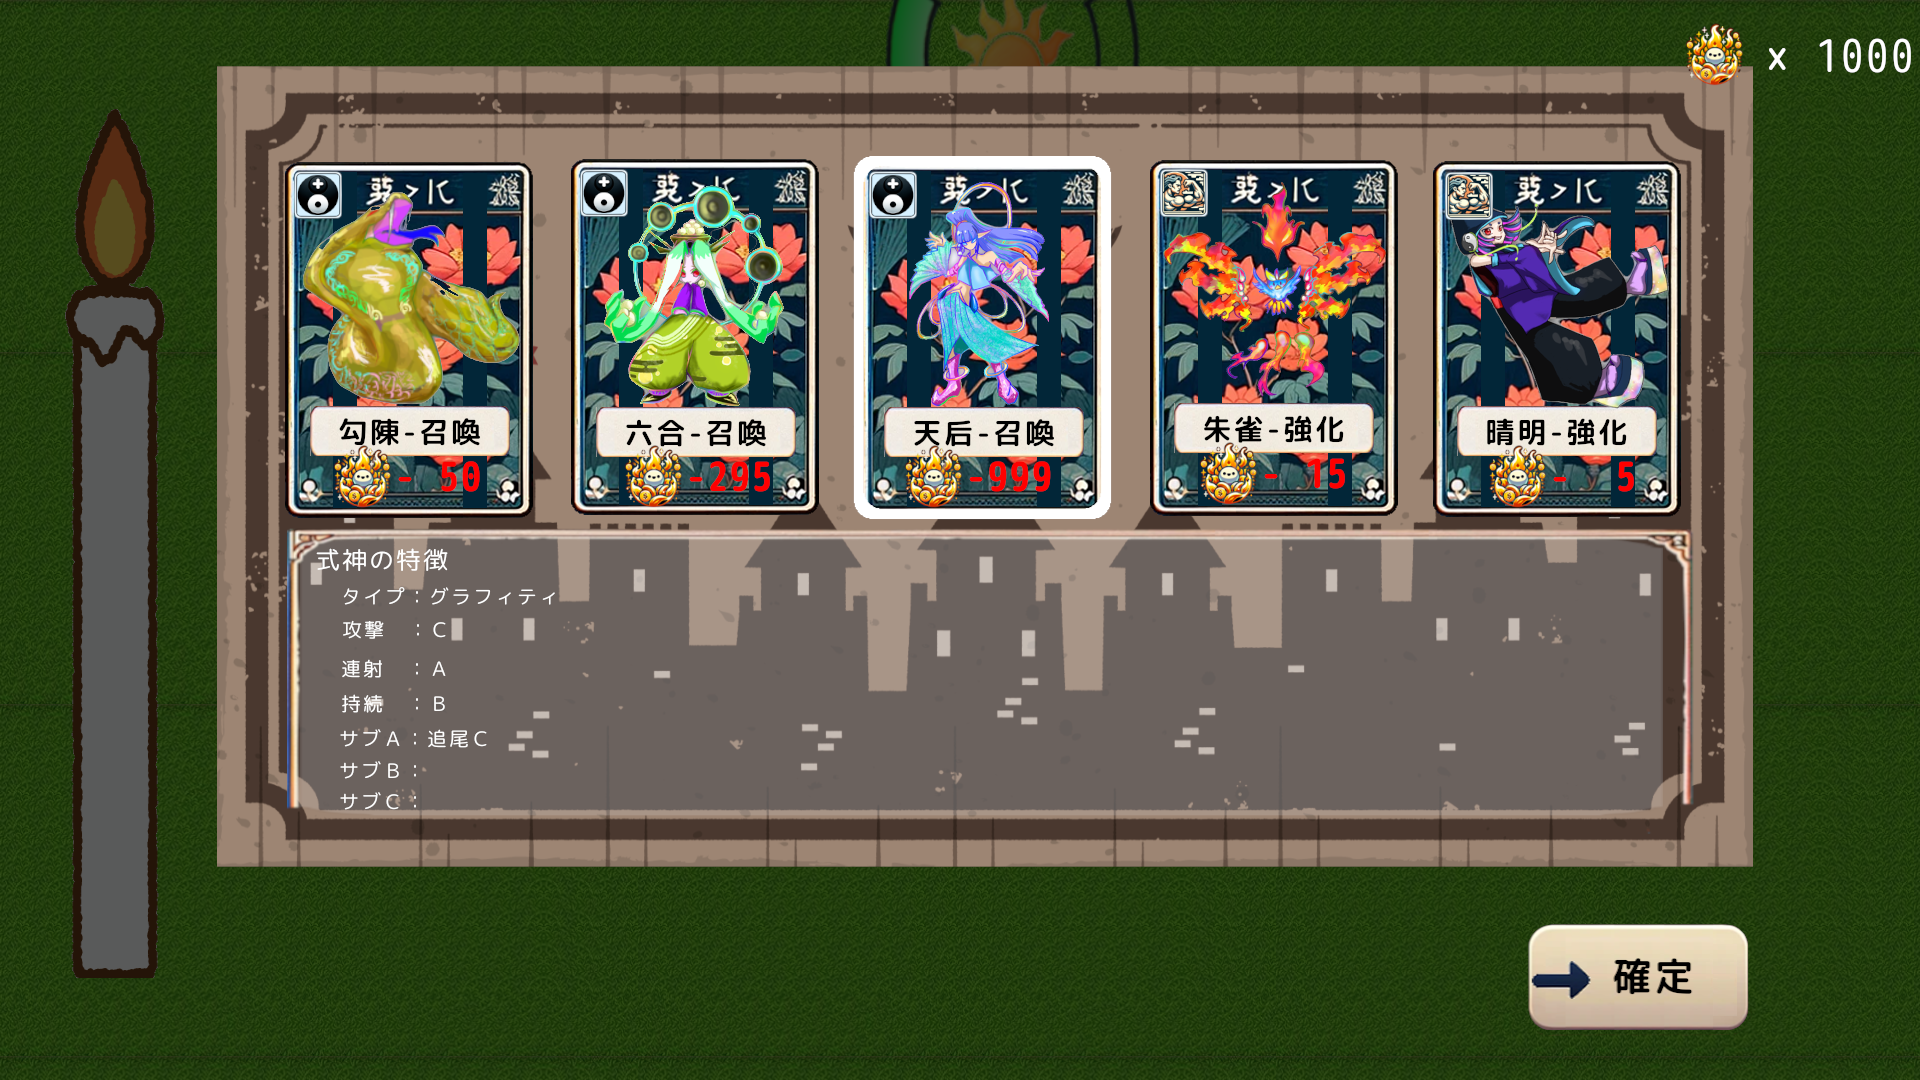 x 1000
勾陳-召喚
- 50
六合-召喚
-295
天后-召喚
-999
朱雀-強化
- 15
晴明-強化
- 5
式神の特徴
タイプ：グラフィティ
攻撃 ：C
連射 ：A
持続 ：B
サブA：追尾C
サブB：
サブC：
確定